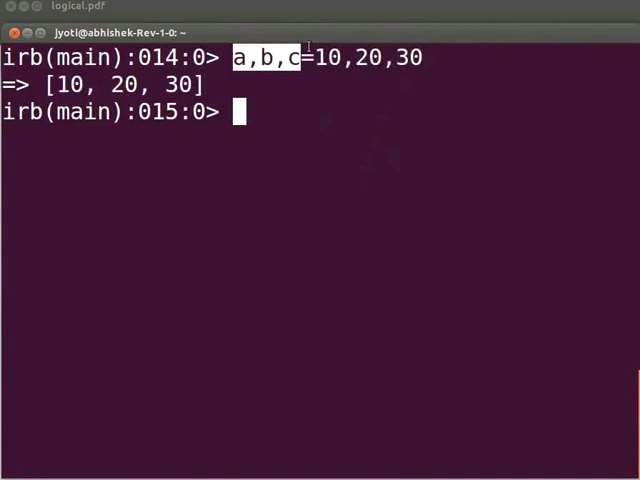 logical.pdf
jyoti@abhishek-Rev-1-0: ~
irb(main):014:0> a,b,c=10,20,30
=> [10, 20, 30]
irb(main):015:0>